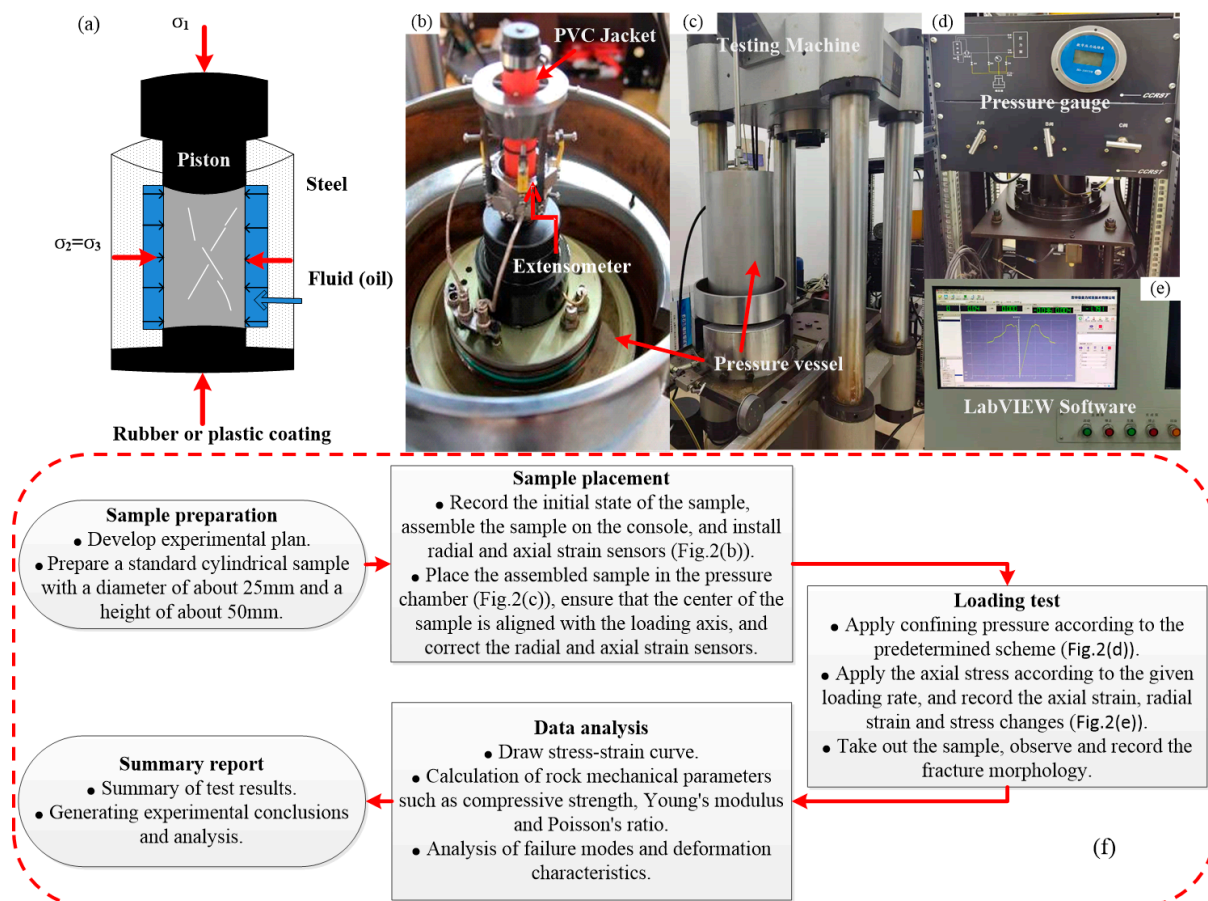 (a)
σ₁
Piston
Steel
σ₂=σ₃
Fluid (oil)
Rubber or plastic coating
(b)
PVC Jacket
Extensometer
(c)
Testing Machine
Pressure vessel
(d)
Pressure gauge
CCRST
CCRST
(e)
LabVIEW Software
Sample preparation
● Develop experimental plan.
● Prepare a standard cylindrical sample
with a diameter of about 25mm and a
height of about 50mm.
Sample placement
● Record the initial state of the sample,
assemble the sample on the console, and install
radial and axial strain sensors (Fig.2(b)).
● Place the assembled sample in the pressure
chamber (Fig.2(c)), ensure that the center of the
sample is aligned with the loading axis, and
correct the radial and axial strain sensors.
Loading test
● Apply confining pressure according to the
predetermined scheme (Fig.2(d)).
● Apply the axial stress according to the given
loading rate, and record the axial strain, radial
strain and stress changes (Fig.2(e)).
● Take out the sample, observe and record the
fracture morphology.
Data analysis
● Draw stress-strain curve.
● Calculation of rock mechanical parameters
such as compressive strength, Young's modulus
and Poisson's ratio.
● Analysis of failure modes and deformation
characteristics.
Summary report
● Summary of test results.
● Generating experimental conclusions
and analysis.
(f)